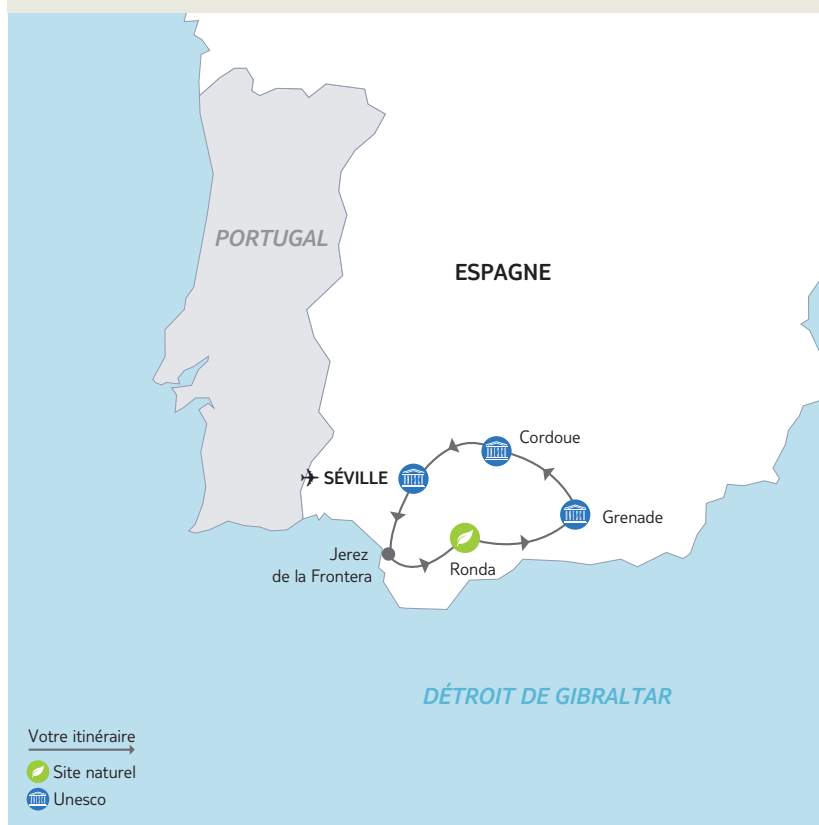 PORTUGAL
ESPAGNE
Cordoue
SÉVILLE
Grenade
Jerez
de la Frontera
Ronda
DÉTROIT DE GIBRALTAR
Votre itinéraire
Site naturel
Unesco